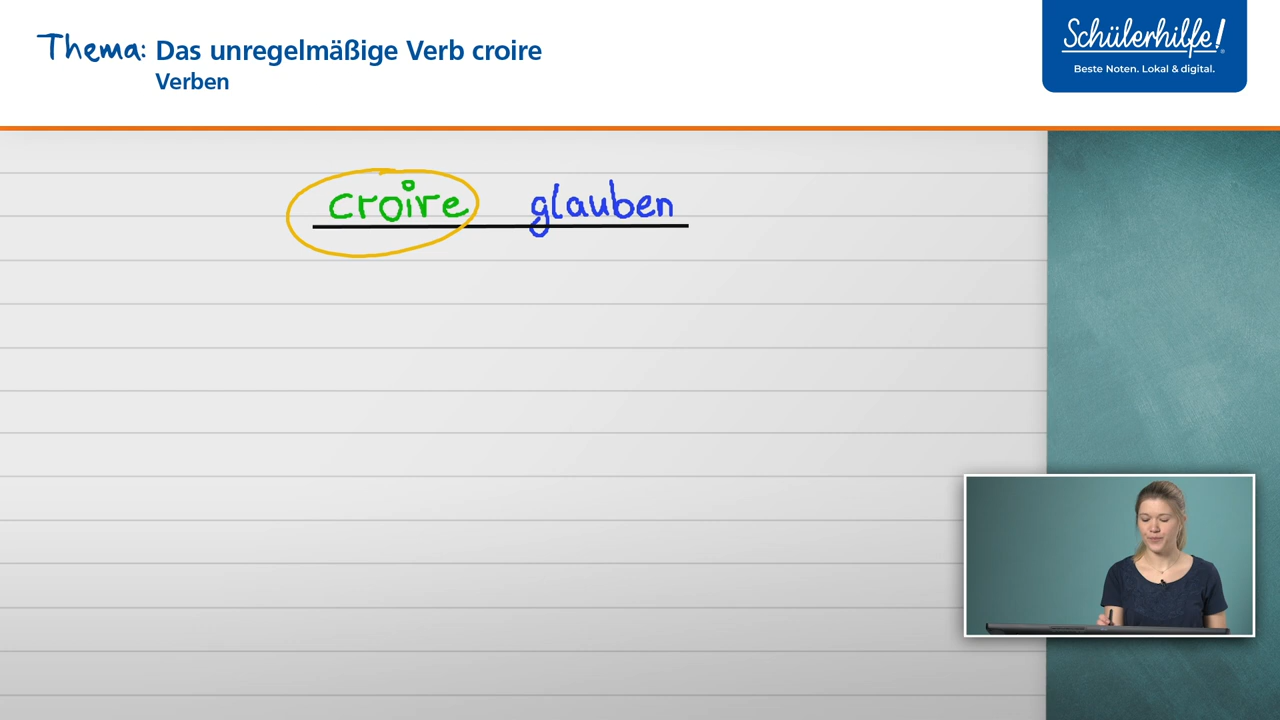 Thema: Das unregelmäßige Verb croire
Verben
Schülerhilfe!
Beste Noten. Lokal & digital.
croire glauben